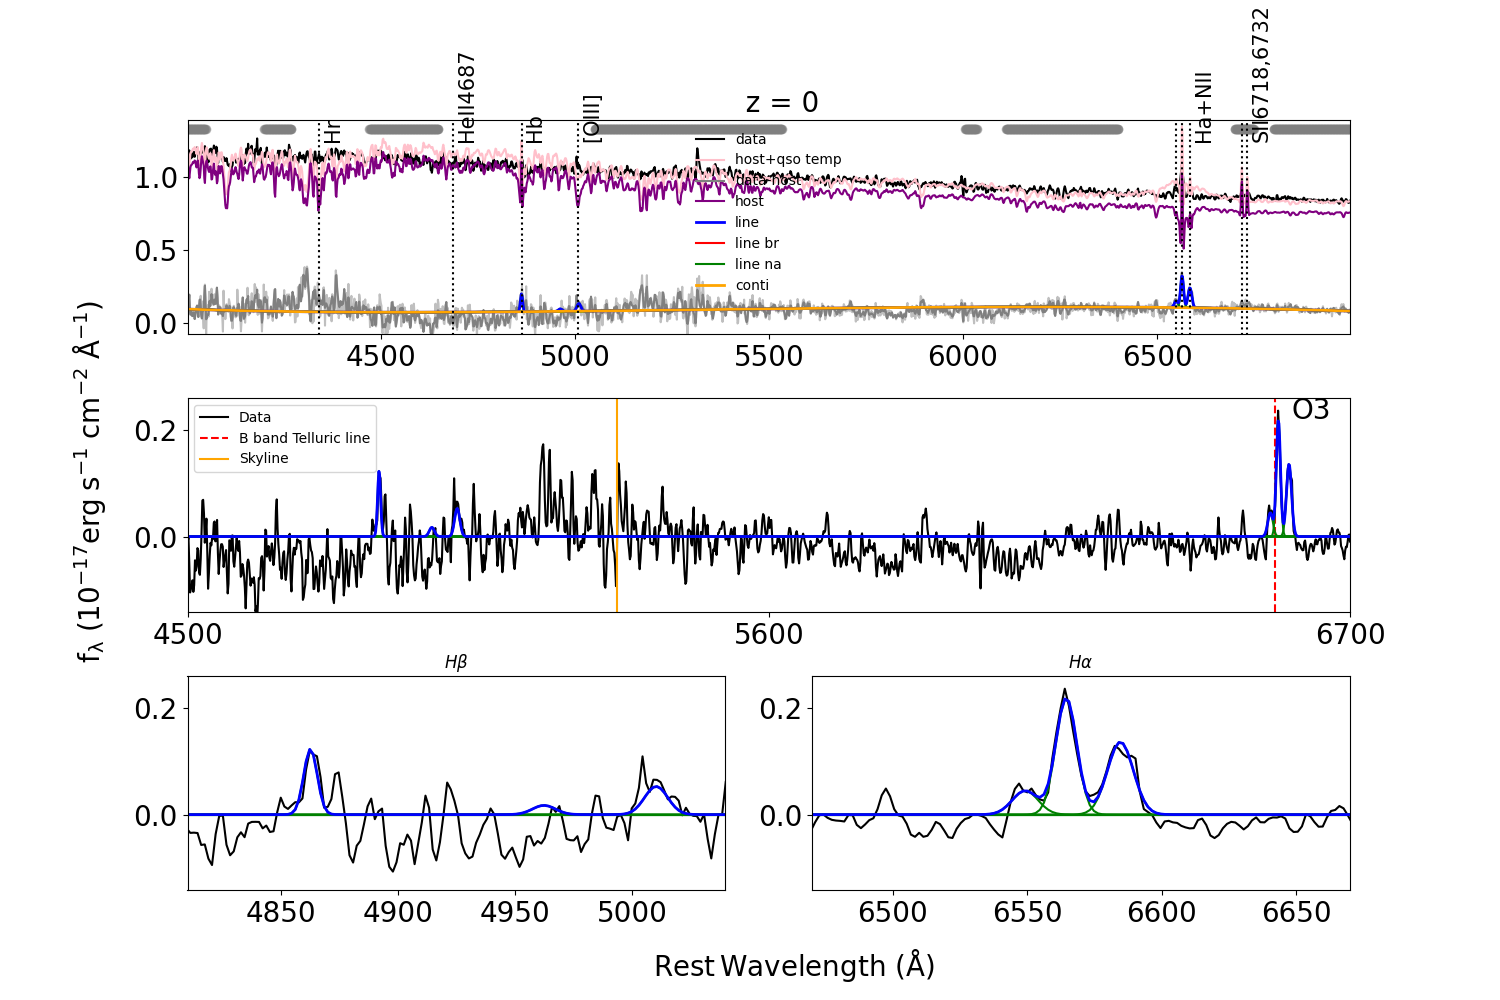 z = 0
Hr
HeII4687
Hb
[OIII]
Ha+NII
SII6718,6732
data
host+qso temp
data-host
host
line
line br
line na
conti
1.0
0.5
0.0
4500 5000 5500 6000 6500
fλ (10−17erg s−1 cm−2 Å−1)
Data
B band Telluric line
Skyline
O3
0.2
0.0
4500 5600 6700
Hβ
0.2
0.0
4850 4900 4950 5000
Hα
0.2
0.0
6500 6550 6600 6650
Rest Wavelength (Å)